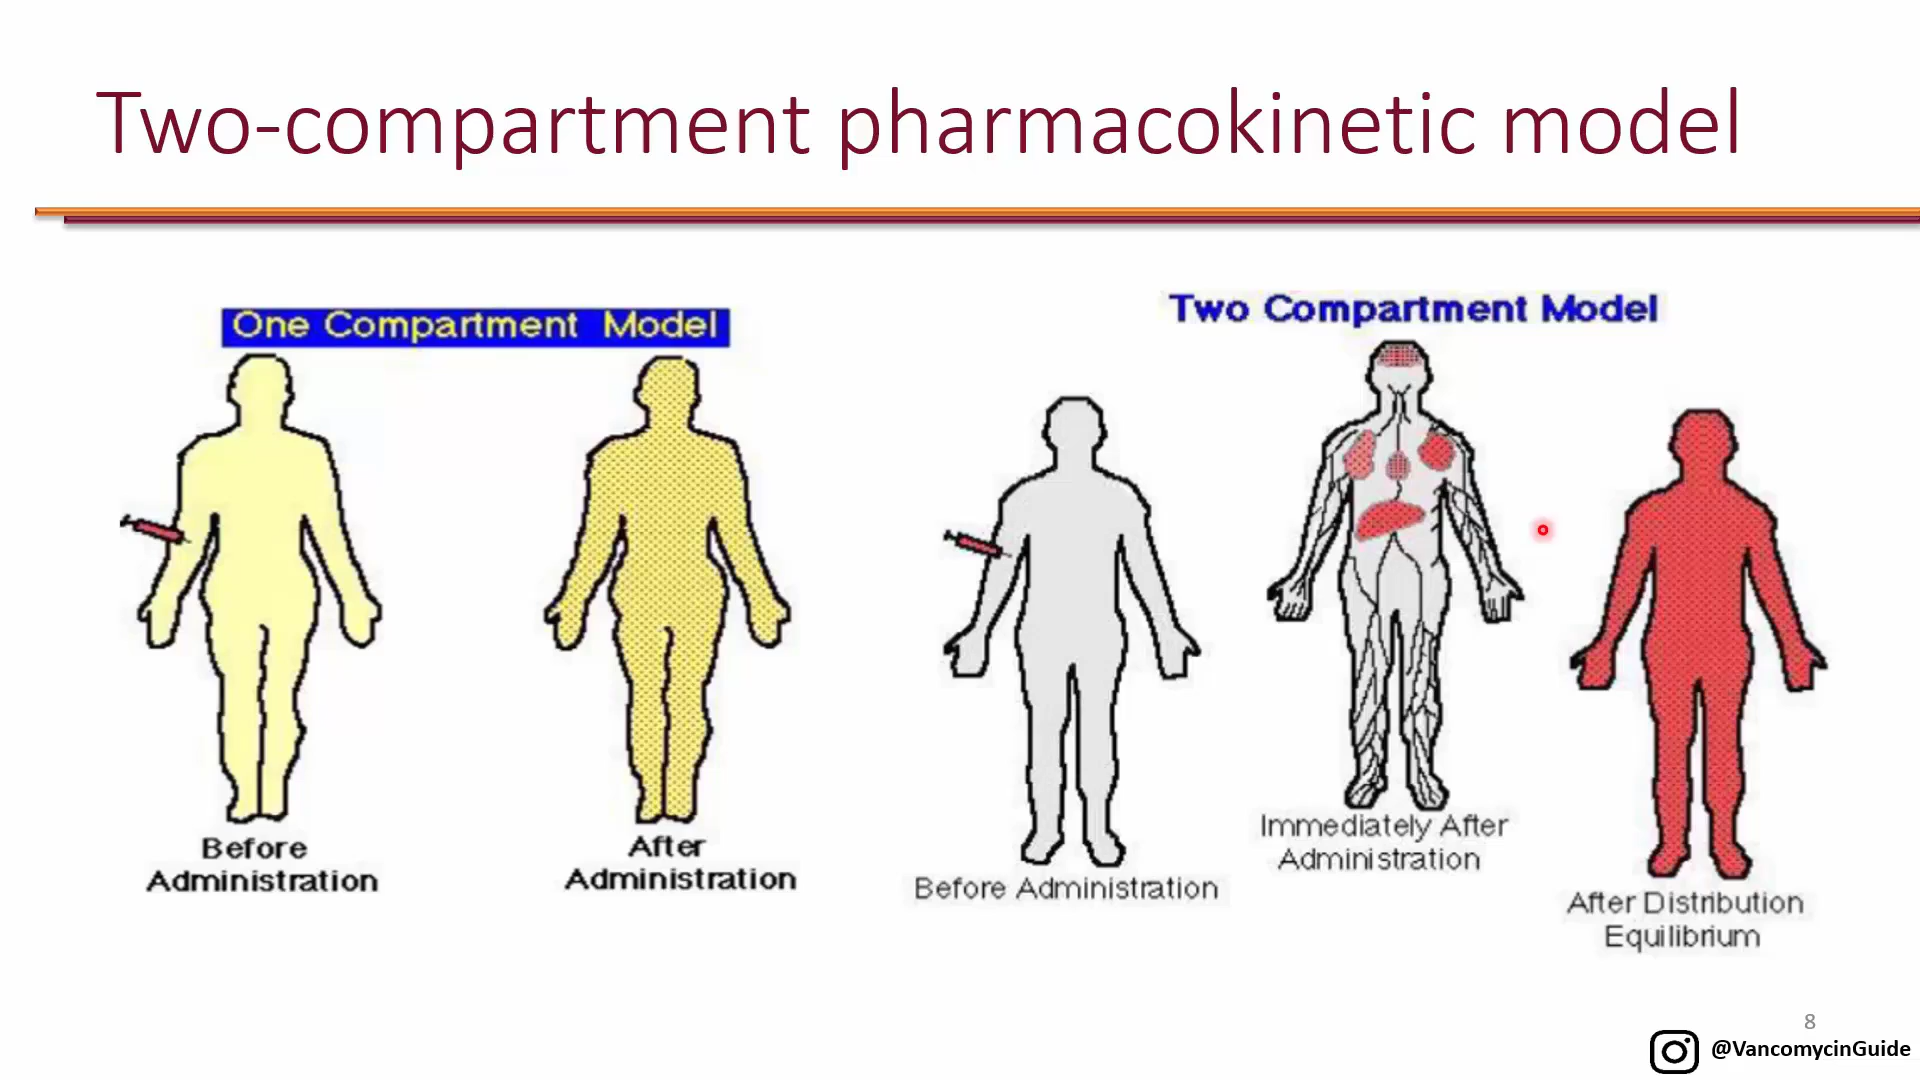 Two-compartment pharmacokinetic model
One Compartment Model
Before
Administration
After
Administration
Two Compartment Model
Before Administration
Immediately After
Administration
After Distribution
Equilibrium
8
@VancomycinGuide